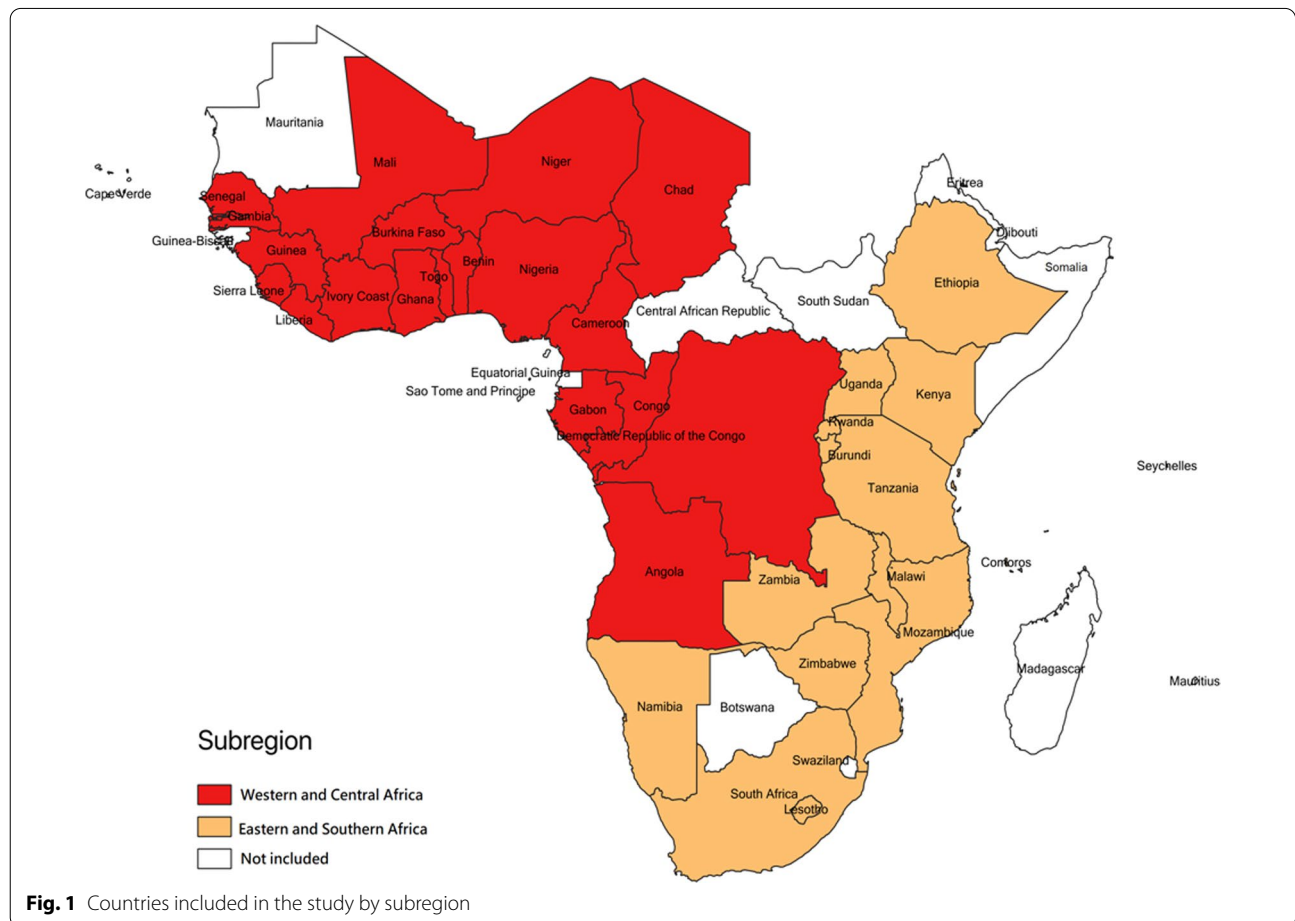 Mauritania
Mali
Niger
Chad
Cape Verde
Senegal
Gambia
Eritrea
Guinea-Bissau
Guinea
Burkina Faso
Benin
Nigeria
Djibouti
Somalia
Ethiopia
Togo
Sierra Leone
Ivory Coast
Ghana
Liberia
Cameroon
Central African Republic
South Sudan
Equatorial Guinea
Sao Tome and Principe
Uganda
Kenya
Gabon
Congo
Rwanda
Democratic Republic of the Congo
Burundi
Seychelles
Tanzania
Comoros
Angola
Zambia
Malawi
Mozambique
Zimbabwe
Madagascar
Mauritius
Namibia
Botswana
Swaziland
South Africa
Lesotho
Subregion
Western and Central Africa
Eastern and Southern Africa
Not included
Fig. 1 Countries included in the study by subregion